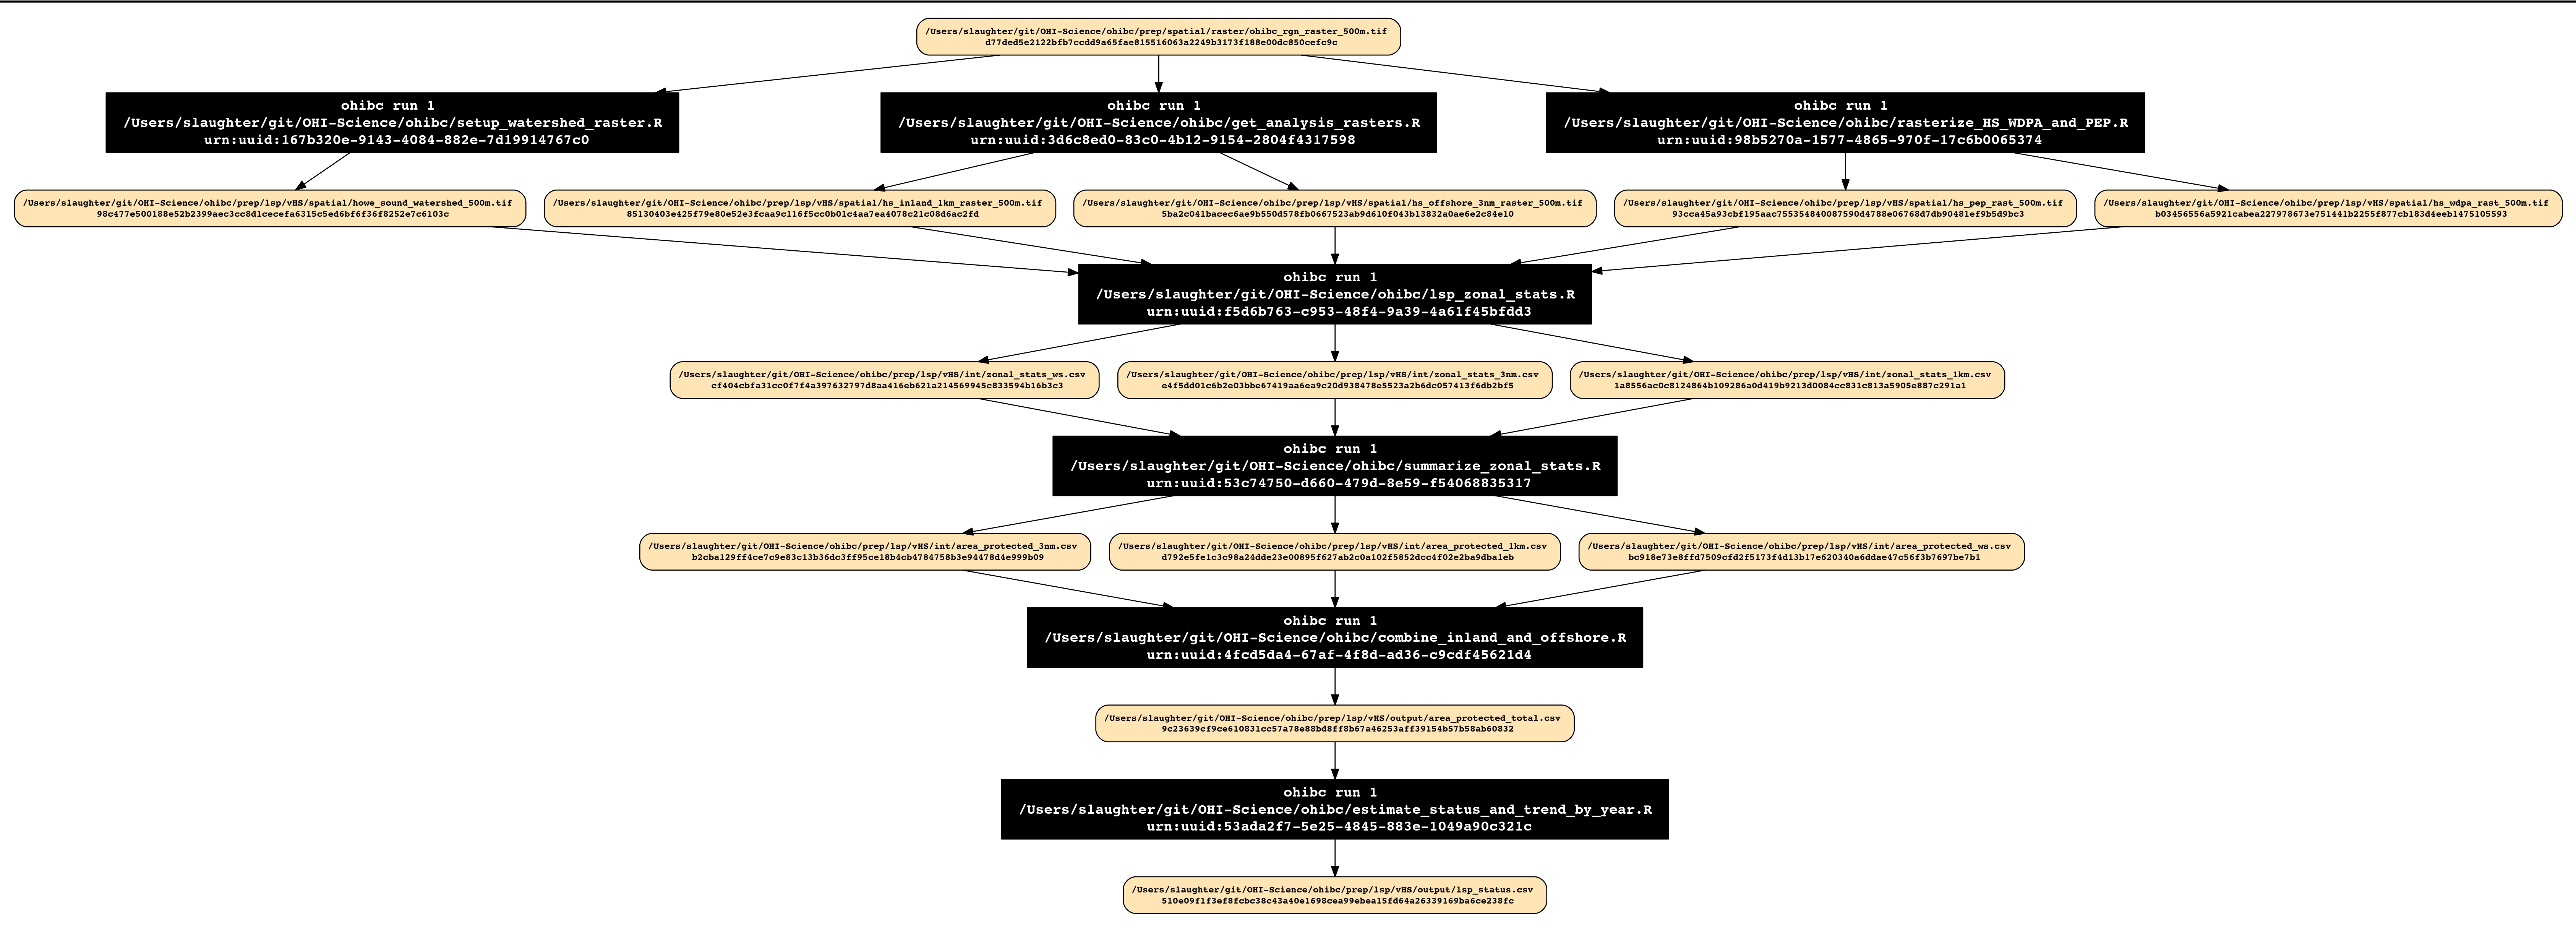 /Users/slaughter/git/OHI-Science/ohibc/prep/spatial/raster/ohibc_rgn_raster_500m.tif
d77ded5e2122bfb7ccdd9a65fae815516063a2249b3173f188e00dc850cefc9c
ohibc run 1
/Users/slaughter/git/OHI-Science/ohibc/setup_watershed_raster.R
urn:uuid:167b320e-9143-4084-882e-7d19914767c0
ohibc run 1
/Users/slaughter/git/OHI-Science/ohibc/get_analysis_rasters.R
urn:uuid:3d6c8ed0-83c0-4b12-9154-2804f4317598
ohibc run 1
/Users/slaughter/git/OHI-Science/ohibc/rasterize_HS_WDPA_and_PEP.R
urn:uuid:98b5270a-1577-4865-970f-17c6b0065374
/Users/slaughter/git/OHI-Science/ohibc/prep/lsp/vHS/spatial/howe_sound_watershed_500m.tif
98c477e500188e52b2399aec3cc8d1cecefa6315c5ed6bf6f36f8252e7c6103c
/Users/slaughter/git/OHI-Science/ohibc/prep/lsp/vHS/spatial/hs_inland_1km_raster_500m.tif
85130403e425f79e80e52e3fcaa9c116f5cc0b01c4aa7ea4078c21c08d6ac2fd
/Users/slaughter/git/OHI-Science/ohibc/prep/lsp/vHS/spatial/hs_offshore_3nm_raster_500m.tif
5ba2c041bacec6ae9b550d578fb0667523ab9d610f043b13832a0ae6e2c84e10
/Users/slaughter/git/OHI-Science/ohibc/prep/lsp/vHS/spatial/hs_pep_rast_500m.tif
93cca45a93cbf195aac755354840087590d4788e06768d7db90481ef9b5d9bc3
/Users/slaughter/git/OHI-Science/ohibc/prep/lsp/vHS/spatial/hs_wdpa_rast_500m.tif
b03456556a5921cabea227978673e751441b2255f877cb183d4eeb1475105593
ohibc run 1
/Users/slaughter/git/OHI-Science/ohibc/lsp_zonal_stats.R
urn:uuid:f5d6b763-c953-48f4-9a39-4a61f45bfdd3
/Users/slaughter/git/OHI-Science/ohibc/prep/lsp/vHS/int/zonal_stats_ws.csv
cf404cbfa31cc0f7f4a397632797d8aa416eb621a214569945c833594b16b3c3
/Users/slaughter/git/OHI-Science/ohibc/prep/lsp/vHS/int/zonal_stats_3nm.csv
e4f5dd01c6b2e03bbe67419aa6ea9c20d938478e5523a2b6dc057413f6db2bf5
/Users/slaughter/git/OHI-Science/ohibc/prep/lsp/vHS/int/zonal_stats_1km.csv
1a8556ac0c8124864b109286a0d419b9213d0084cc831c813a5905e887c291a1
ohibc run 1
/Users/slaughter/git/OHI-Science/ohibc/summarize_zonal_stats.R
urn:uuid:53c74750-d660-479d-8e59-f54068835317
/Users/slaughter/git/OHI-Science/ohibc/prep/lsp/vHS/int/area_protected_3nm.csv
b2cba129ff4ce7c9e83c13b36dc3ff95ce18b4cb4784758b3e94478d4e999b09
/Users/slaughter/git/OHI-Science/ohibc/prep/lsp/vHS/int/area_protected_1km.csv
d792e5fe1c3c98a24dde23e00895f627ab2c0a102f5852dcc4f02e2ba9dba1eb
/Users/slaughter/git/OHI-Science/ohibc/prep/lsp/vHS/int/area_protected_ws.csv
bc918e73e8ffd7509cfd2f5173f4d13b17e620340a6ddae47c56f3b7697be7b1
ohibc run 1
/Users/slaughter/git/OHI-Science/ohibc/combine_inland_and_offshore.R
urn:uuid:4fcd5da4-67af-4f8d-ad36-c9cdf45621d4
/Users/slaughter/git/OHI-Science/ohibc/prep/lsp/vHS/output/area_protected_total.csv
9c23639cf9ce610831cc57a78e88bd8ff8b67a46253aff39154b57b58ab60832
ohibc run 1
/Users/slaughter/git/OHI-Science/ohibc/estimate_status_and_trend_by_year.R
urn:uuid:53ada2f7-5e25-4845-883e-1049a90c321c
/Users/slaughter/git/OHI-Science/ohibc/prep/lsp/vHS/output/lsp_status.csv
510e09f1f3ef8fcbc38c43a40e1698cea99ebea15fd64a26339169ba6ce238fc